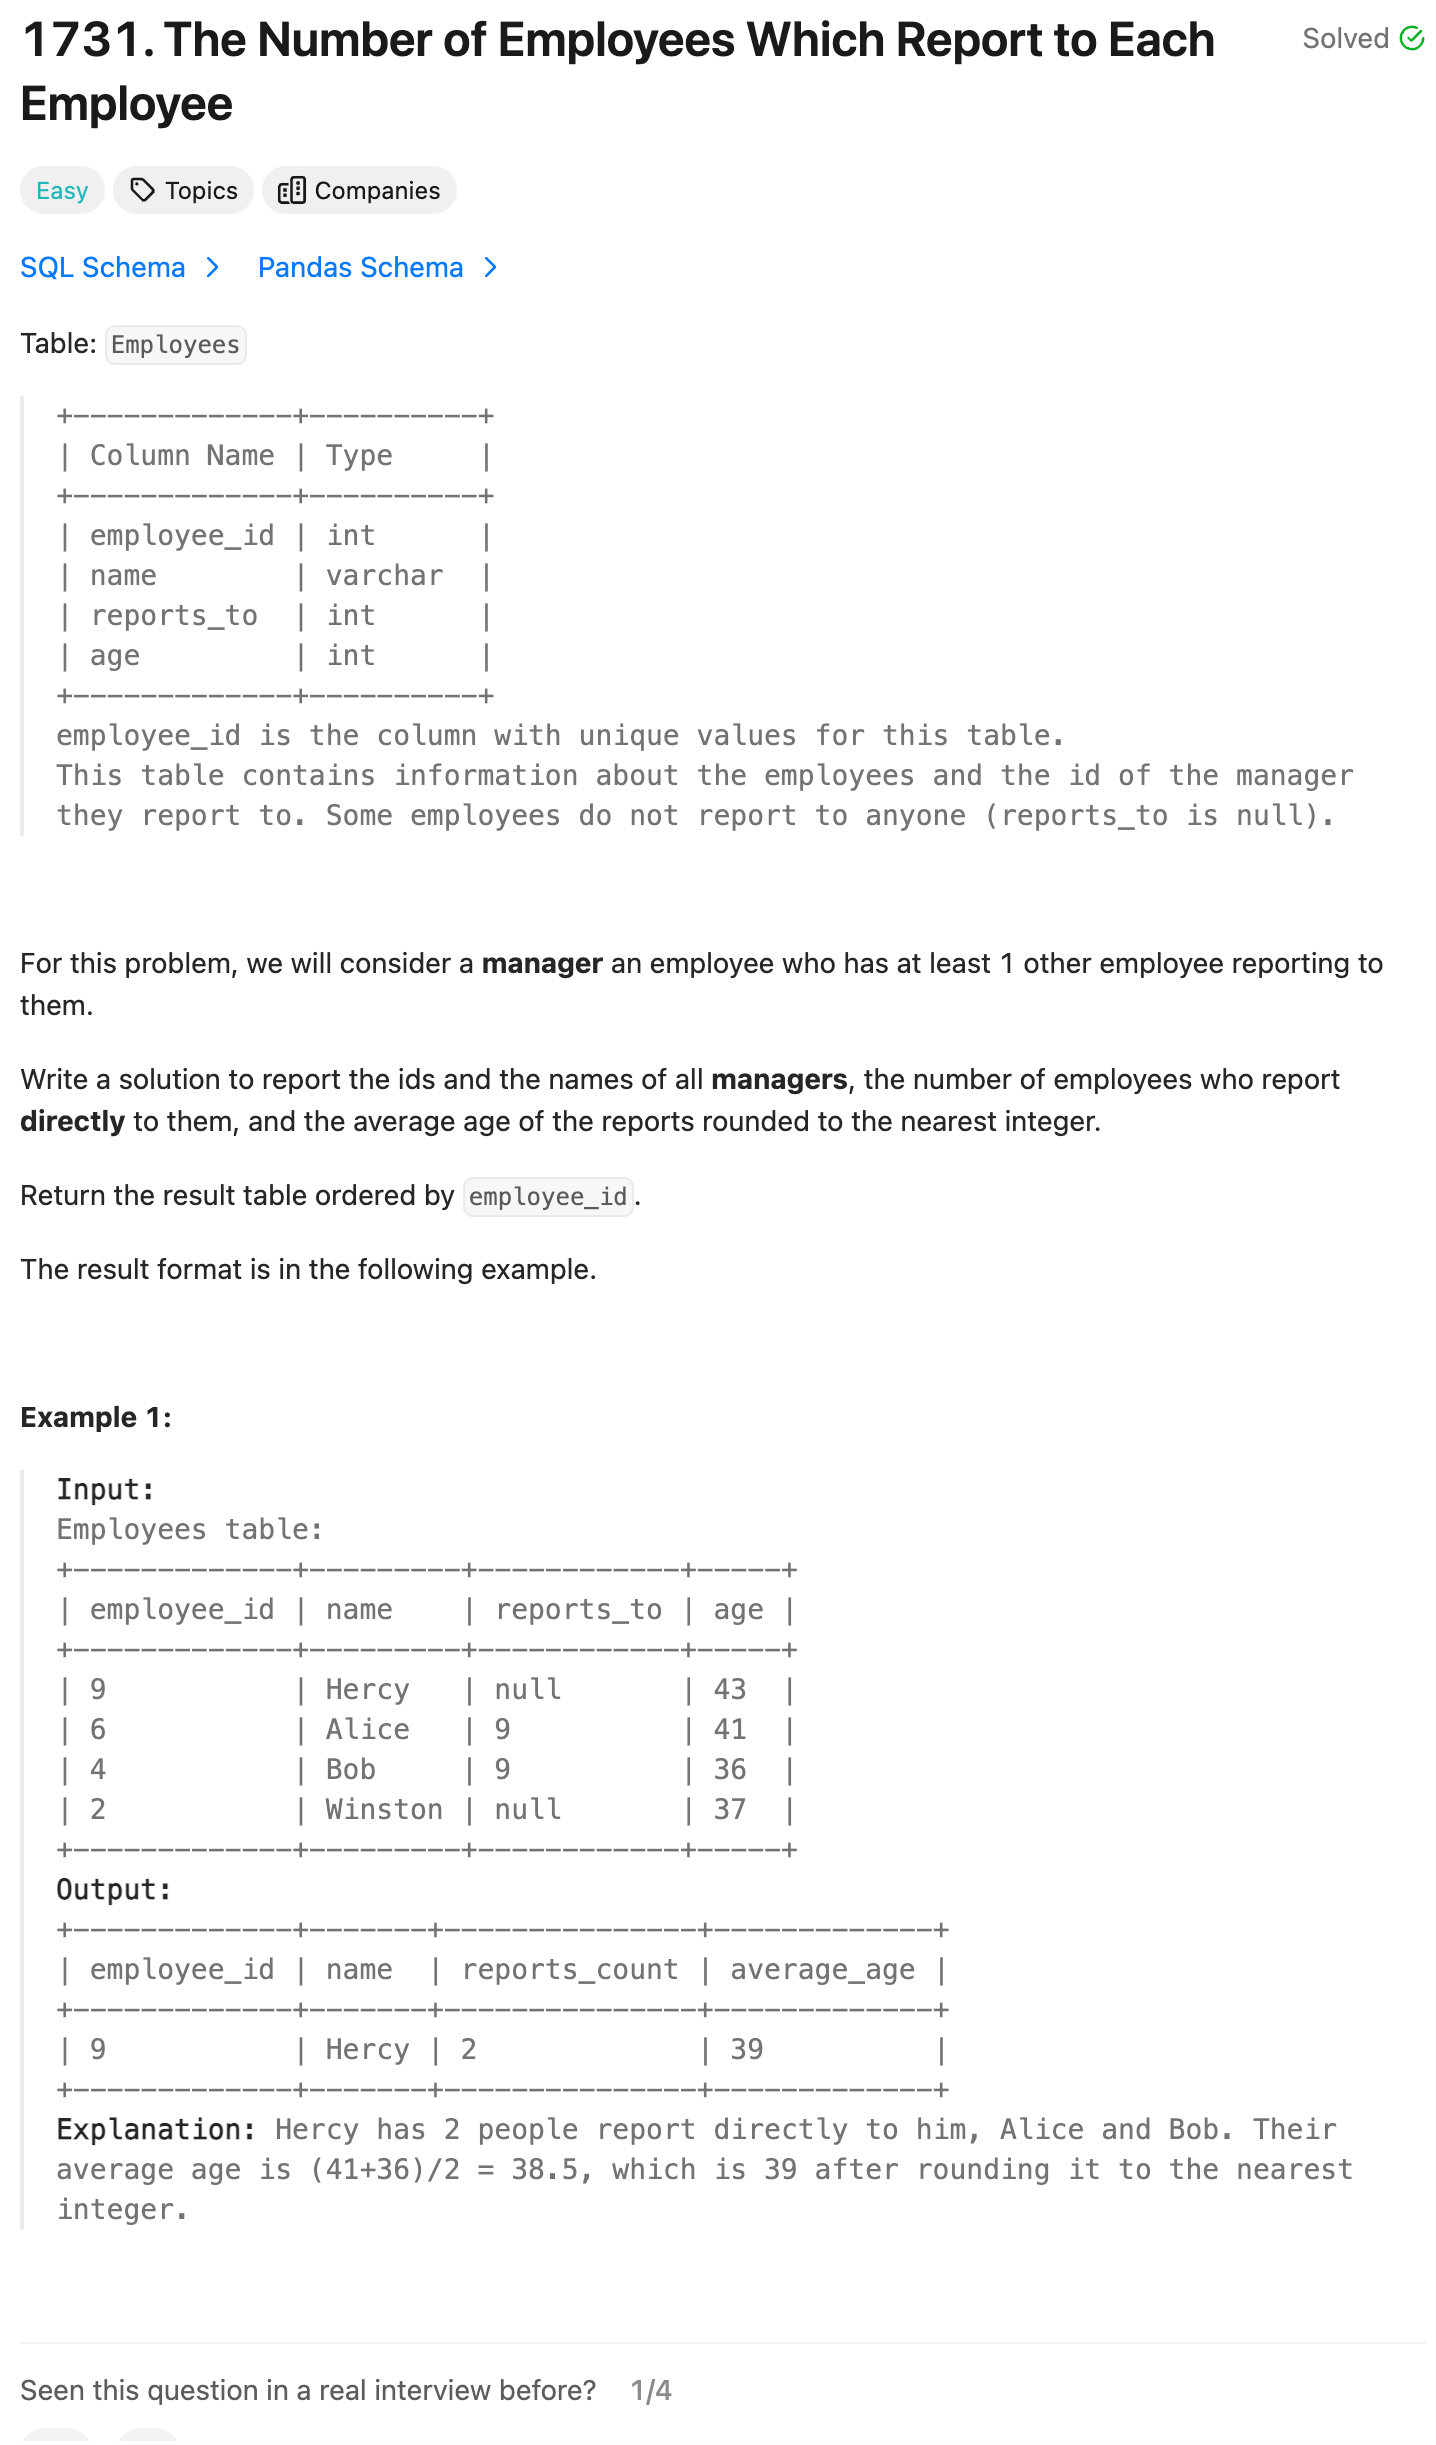 1731. The Number of Employees Which Report to Each
Employee
Solved
Easy Topics Companies
SQL Schema Pandas Schema
Table: Employees
+-------------+----------+
| Column Name | Type     |
+-------------+----------+
| employee_id | int      |
| name        | varchar  |
| reports_to  | int      |
| age         | int      |
+-------------+----------+
employee_id is the column with unique values for this table.
This table contains information about the employees and the id of the manager
they report to. Some employees do not report to anyone (reports_to is null).
For this problem, we will consider a manager an employee who has at least 1 other employee reporting to
them.
Write a solution to report the ids and the names of all managers, the number of employees who report
directly to them, and the average age of the reports rounded to the nearest integer.
Return the result table ordered by employee_id.
The result format is in the following example.
Example 1:
Input:
Employees table:
+-------------+---------+------------+-----+
| employee_id | name    | reports_to | age |
+-------------+---------+------------+-----+
| 9           | Hercy   | null       | 43  |
| 6           | Alice   | 9          | 41  |
| 4           | Bob     | 9          | 36  |
| 2           | Winston | null       | 37  |
+-------------+---------+------------+-----+
Output:
+-------------+-------+---------------+-------------+
| employee_id | name  | reports_count | average_age |
+-------------+-------+---------------+-------------+
| 9           | Hercy | 2             | 39          |
+-------------+-------+---------------+-------------+
Explanation: Hercy has 2 people report directly to him, Alice and Bob. Their
average age is (41+36)/2 = 38.5, which is 39 after rounding it to the nearest
integer.
Seen this question in a real interview before? 1/4